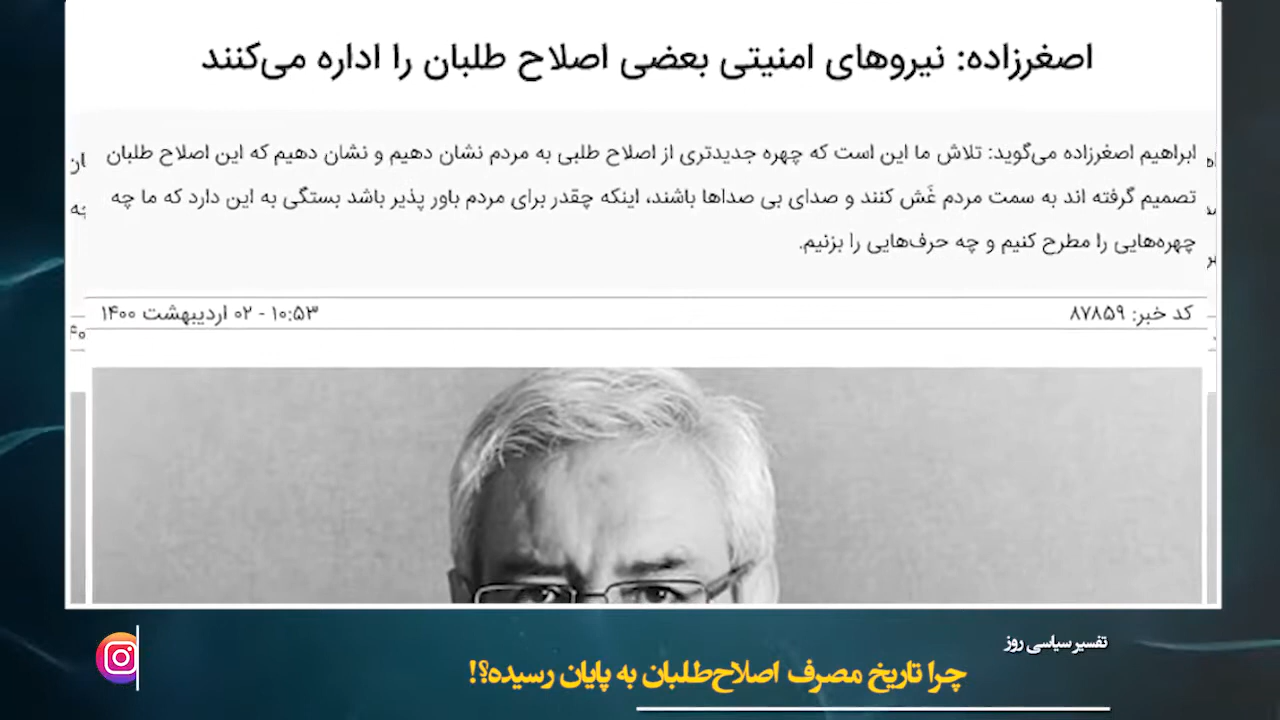 اصغرزاده: نیروهای امنیتی بعضی اصلاح طلبان را اداره می‌کنند
ابراهیم اصغرزاده می‌گوید: تلاش ما این است که چهره جدیدتری از اصلاح طلبی به مردم نشان دهیم و نشان دهیم که این اصلاح طلبان
تصمیم گرفته اند به سمت مردم غَش کنند و صدای بی صداها باشند، اینکه چقدر برای مردم باور پذیر باشد بستگی به این دارد که ما چه
چهره‌هایی را مطرح کنیم و چه حرف‌هایی را بزنیم.
کد خبر: ۸۷۸۵۹
۱۰:۵۳ - ۰۲ اردیبهشت ۱۴۰۰
تفسیر سیاسی روز
چرا تاریخ مصرف اصلاح‌طلبان به پایان رسیده؟!